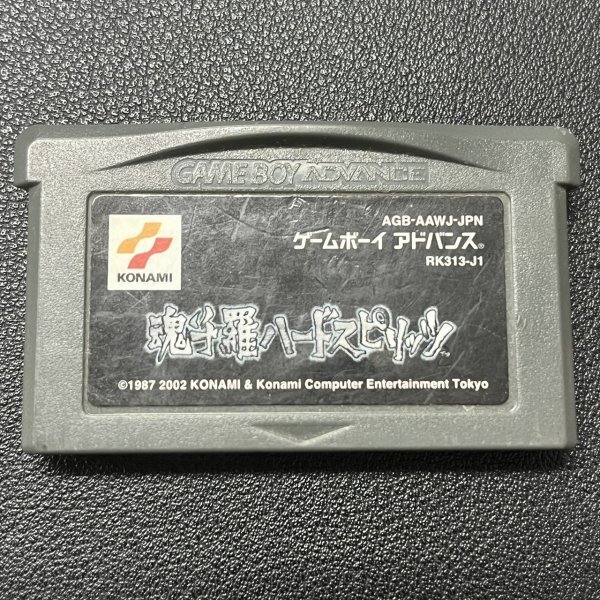 GAME BOY ADVANCE
KONAMI
AGB-AAWJ-JPN
ゲームボーイ アドバンス®
RK313-J1
魂斗羅ハードスピリッツ™
©1987 2002 KONAMI & Konami Computer Entertainment Tokyo